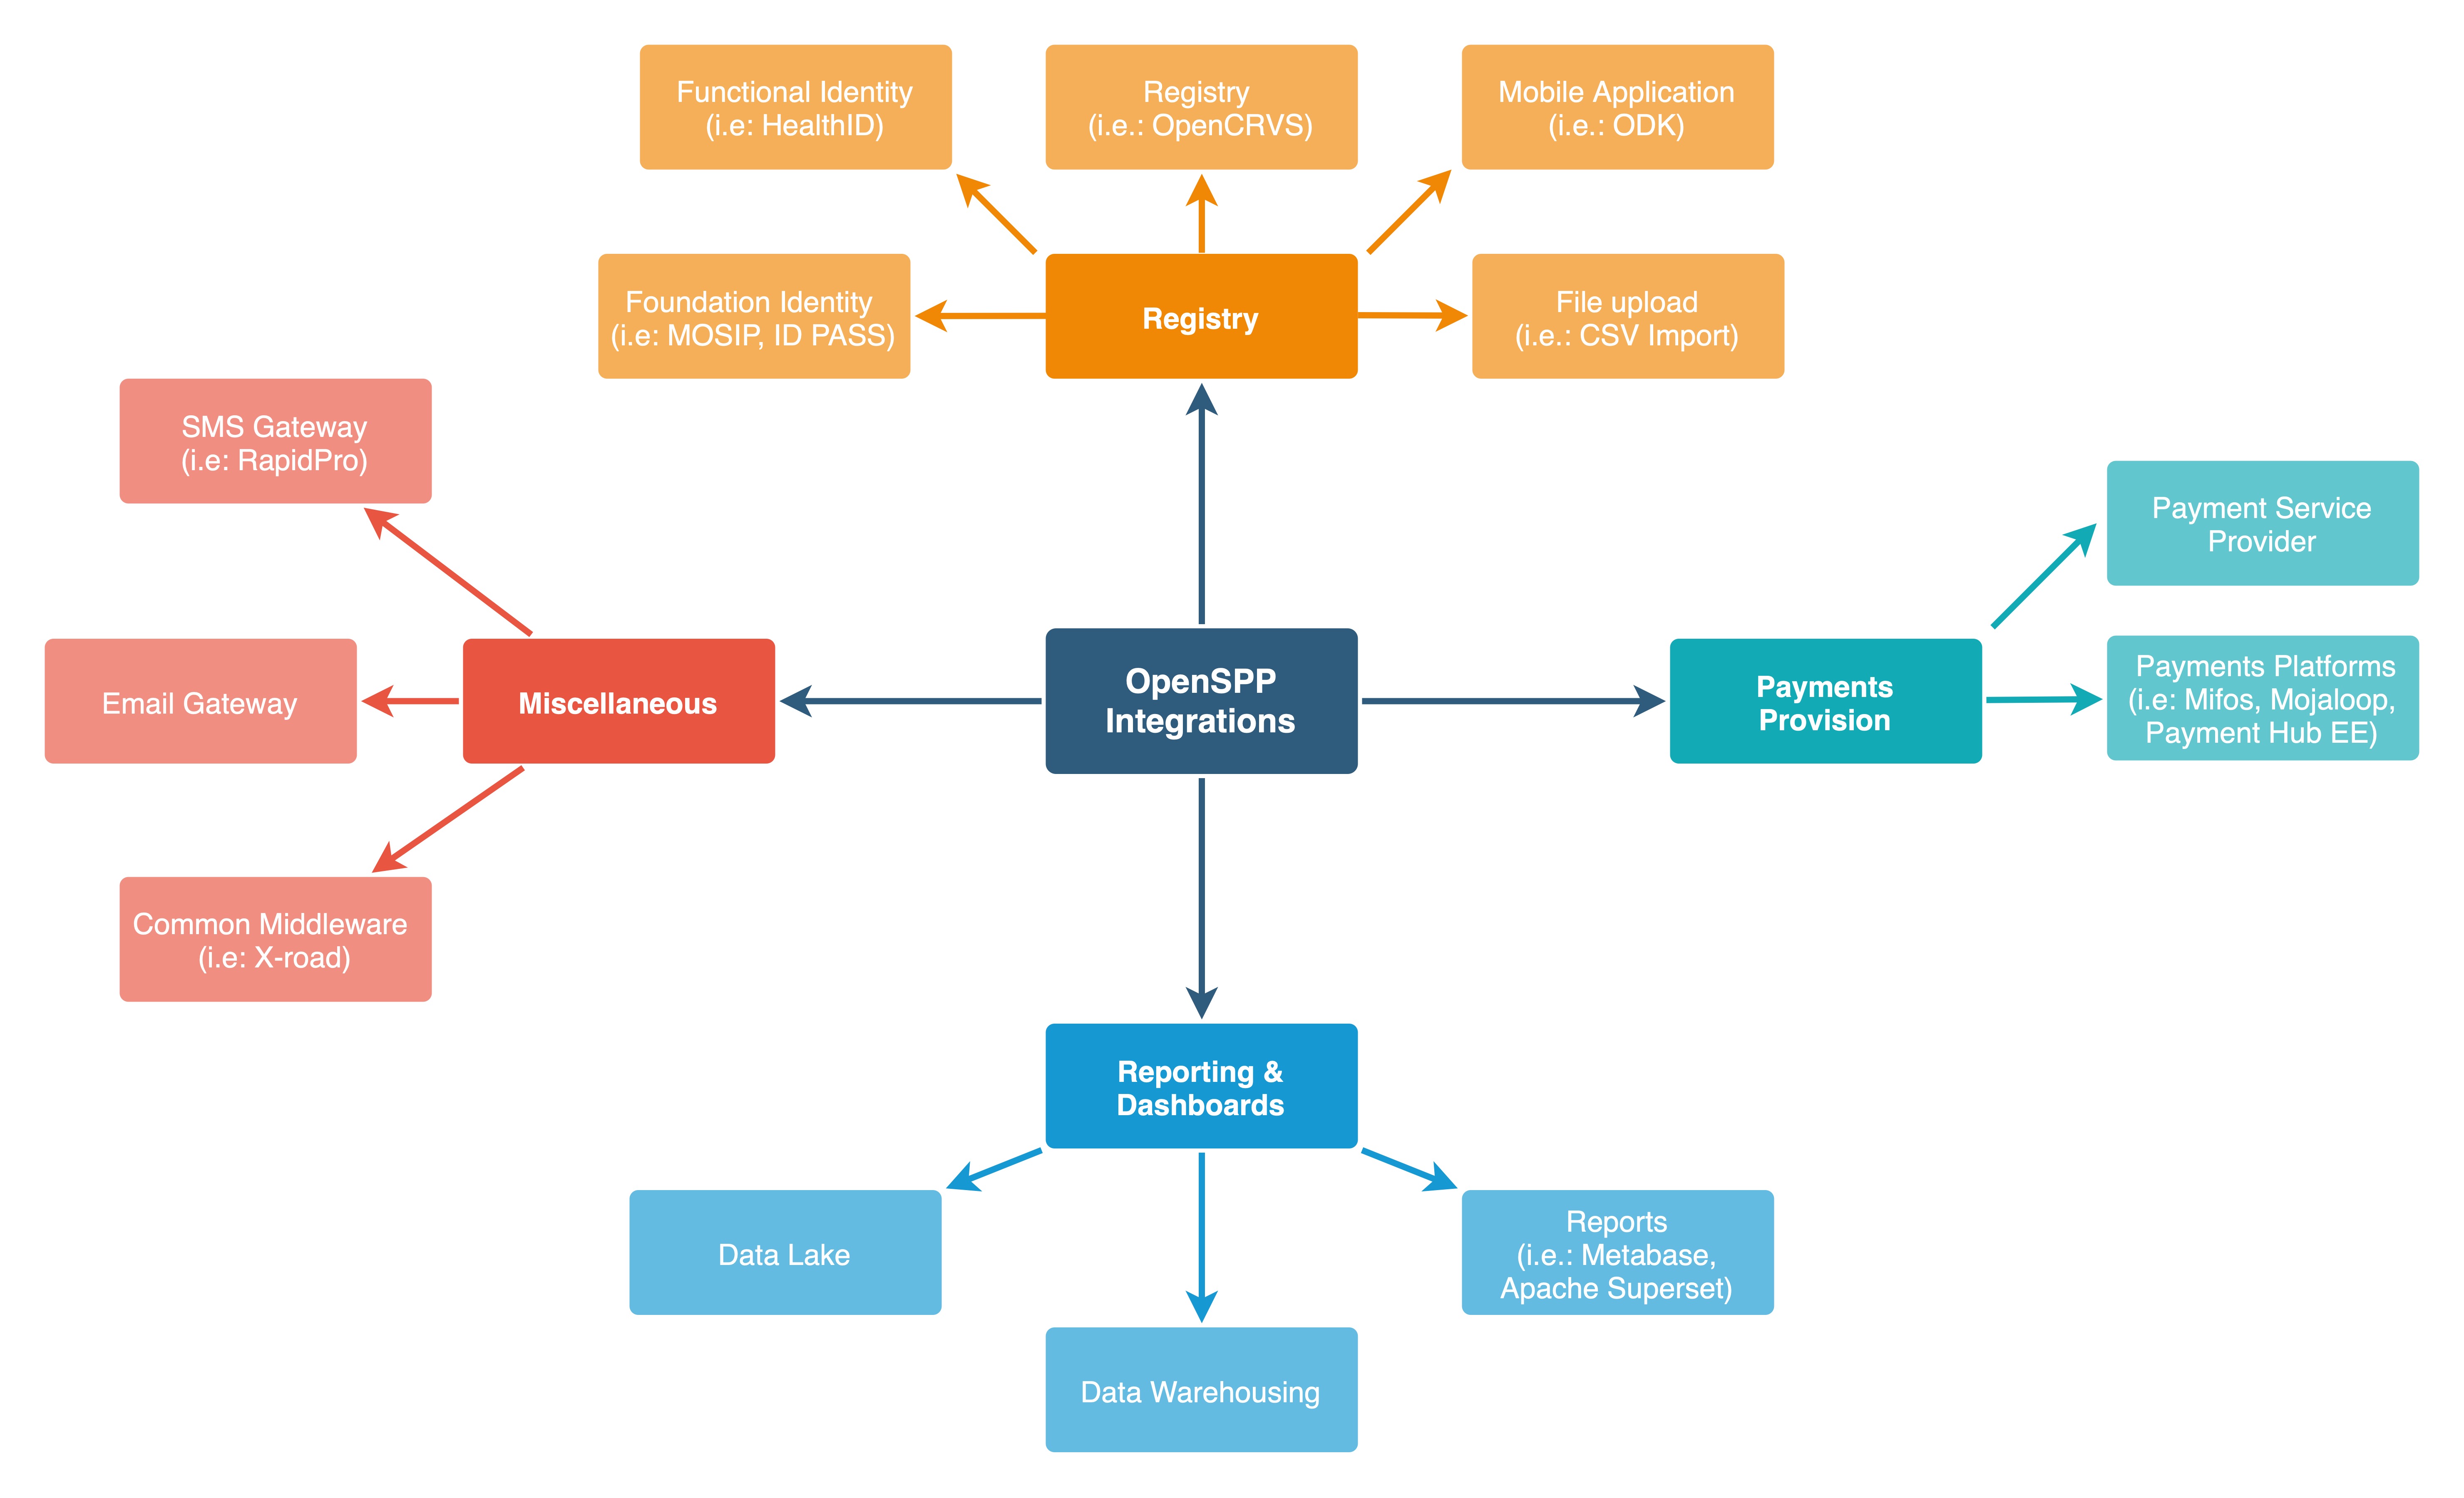 Functional Identity
(i.e: HealthID)
Registry
(i.e.: OpenCRVS)
Mobile Application
(i.e.: ODK)
Foundation Identity
(i.e: MOSIP, ID PASS)
Registry
File upload
(i.e.: CSV Import)
SMS Gateway
(i.e: RapidPro)
Payment Service
Provider
Email Gateway
Miscellaneous
OpenSPP
Integrations
Payments
Provision
Payments Platforms
(i.e: Mifos, Mojaloop,
Payment Hub EE)
Common Middleware
(i.e: X-road)
Reporting &
Dashboards
Data Lake
Reports
(i.e.: Metabase,
Apache Superset)
Data Warehousing